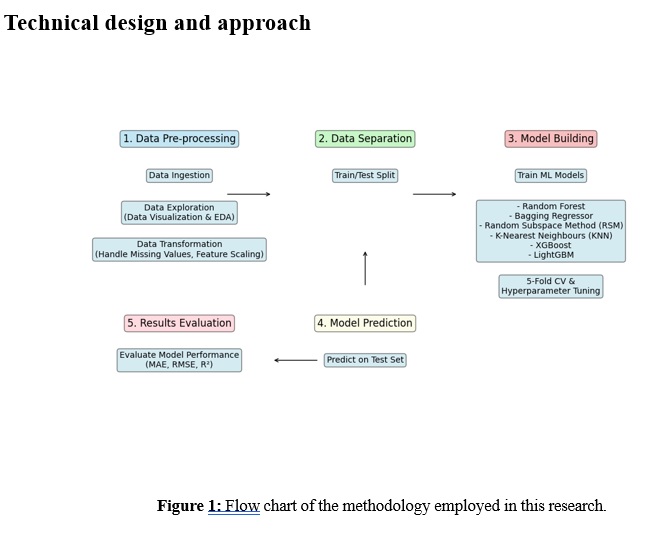 Technical design and approach
1. Data Pre-processing
Data Ingestion
Data Exploration
(Data Visualization & EDA)
Data Transformation
(Handle Missing Values, Feature Scaling)
2. Data Separation
Train/Test Split
3. Model Building
Train ML Models
- Random Forest
- Bagging Regressor
- Random Subspace Method (RSM)
- K-Nearest Neighbours (KNN)
- XGBoost
- LightGBM
5-Fold CV &
Hyperparameter Tuning
4. Model Prediction
Predict on Test Set
5. Results Evaluation
Evaluate Model Performance
(MAE, RMSE, R²)
Figure 1: Flow chart of the methodology employed in this research.